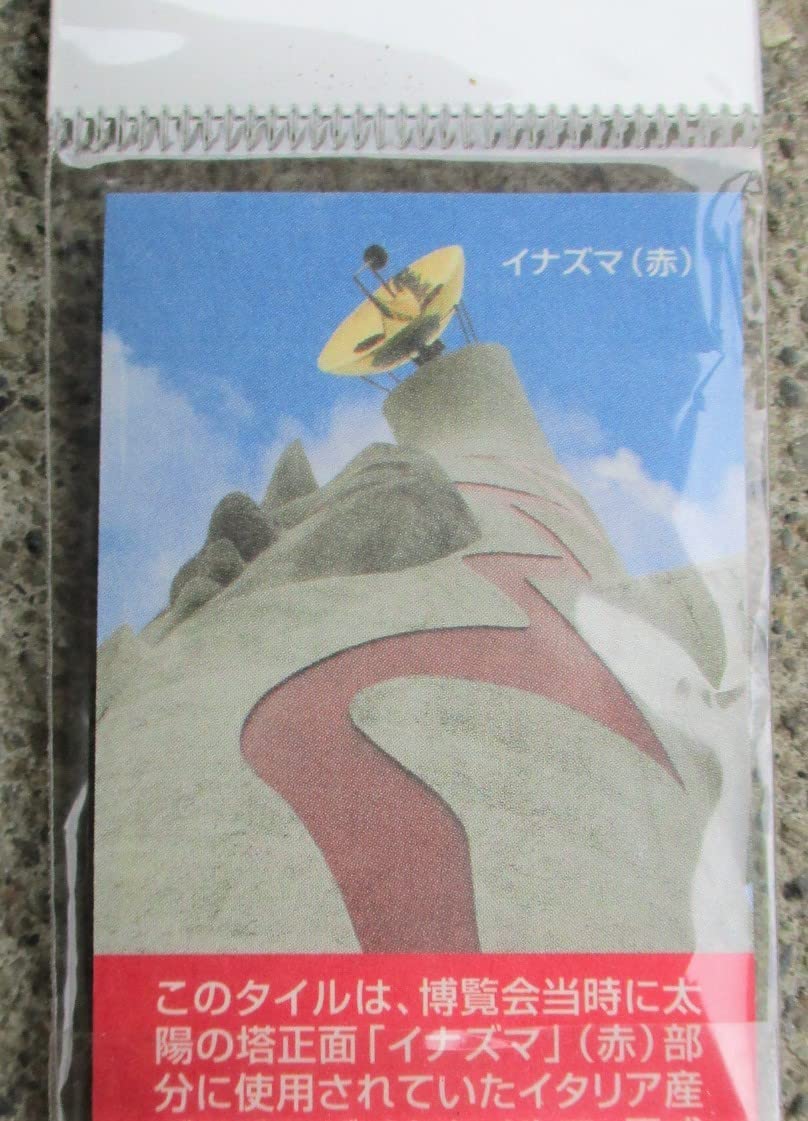 イナズマ（赤）
このタイルは、博覧会当時に太
陽の塔正面「イナズマ」（赤）部
分に使用されていたイタリア産